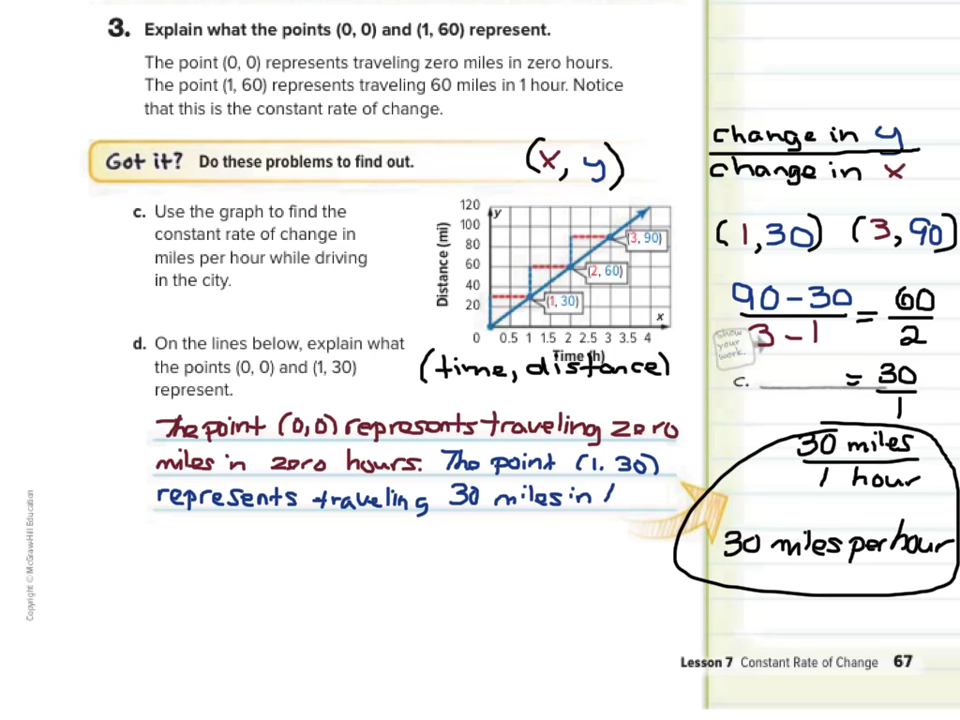 3. Explain what the points (0, 0) and (1, 60) represent.
The point (0, 0) represents traveling zero miles in zero hours.
The point (1, 60) represents traveling 60 miles in 1 hour. Notice
that this is the constant rate of change.
Got it? Do these problems to find out.
(x, y)
c. Use the graph to find the
constant rate of change in
miles per hour while driving
in the city.
Distance (mi)
120
100
80
60
40
20
0 0.5 1 1.5 2 2.5 3 3.5 4
y
x
(3, 90)
(2, 60)
(1, 30)
Time (h)
(time, distance)
d. On the lines below, explain what
the points (0, 0) and (1, 30)
represent.
The point (0,0) represents traveling zero
miles in zero hours. The point (1. 30)
represents traveling 30 miles in 1
change in y
change in x
(1,30) (3,90)
90-30 = 60
3-1 2
Show your work.
c. ________ = 30
1
30 miles
1 hour
30 miles per hour
Copyright © McGraw-Hill Education
Lesson 7 Constant Rate of Change 67